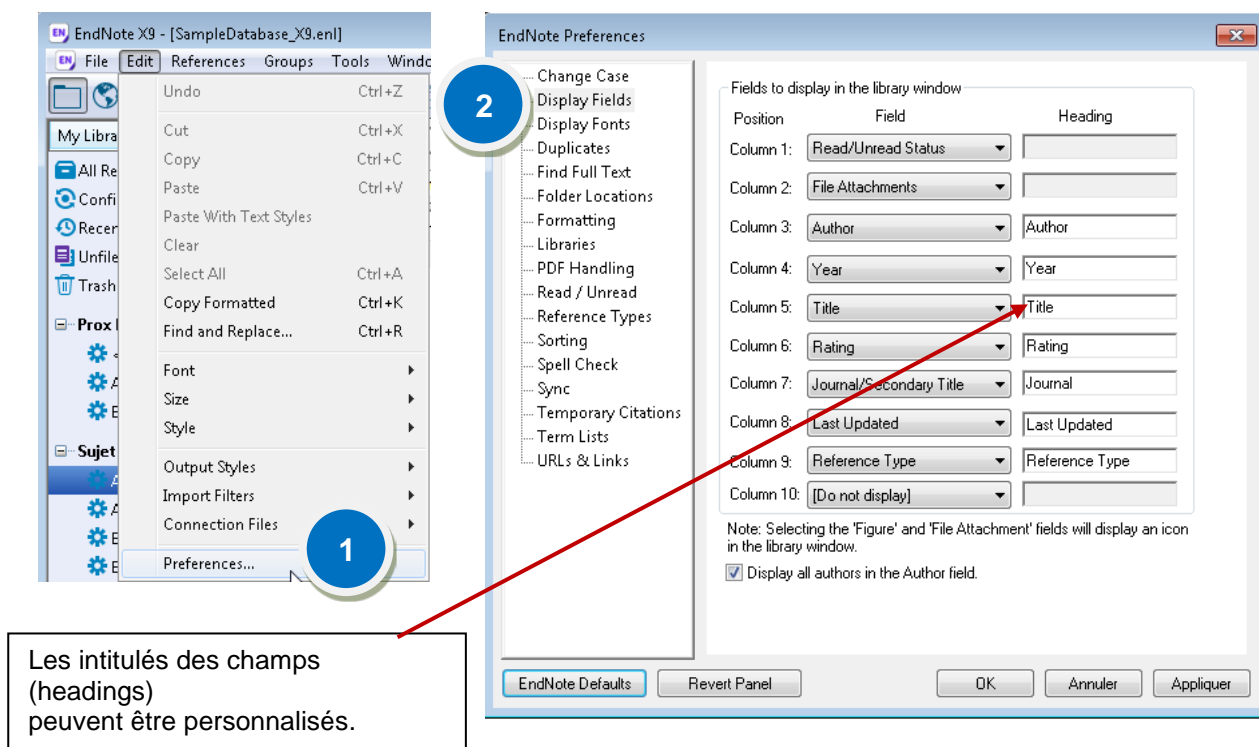 EndNote X9 - [SampleDatabase_X9.enl]
File Edit References Groups Tools
My Libra
All Re
Confi
Recen
Unfile
Trash
Prox
Sujet
Undo Ctrl+Z
Cut Ctrl+X
Copy Ctrl+C
Paste Ctrl+V
Paste With Text Styles
Clear
Select All Ctrl+A
Copy Formatted Ctrl+K
Find and Replace... Ctrl+R
Font
Size
Style
Output Styles
Import Filters
Connection Files
Preferences...
1
2
EndNote Preferences
Change Case
Display Fields
Display Fonts
Duplicates
Find Full Text
Folder Locations
Formatting
Libraries
PDF Handling
Read / Unread
Reference Types
Sorting
Spell Check
Sync
Temporary Citations
Term Lists
URLs & Links
Fields to display in the library window
Position Field Heading
Column 1: Read/Unread Status
Column 2: File Attachments
Column 3: Author Author
Column 4: Year Year
Column 5: Title Title
Column 6: Rating Rating
Column 7: Journal/Secondary Title Journal
Column 8: Last Updated Last Updated
Column 9: Reference Type Reference Type
Column 10: [Do not display]
Note: Selecting the 'Figure' and 'File Attachment' fields will display an icon
in the library window.
Display all authors in the Author field.
EndNote Defaults Revert Panel OK Annuler Appliquer
Les intitulés des champs
(headings)
peuvent être personnalisés.